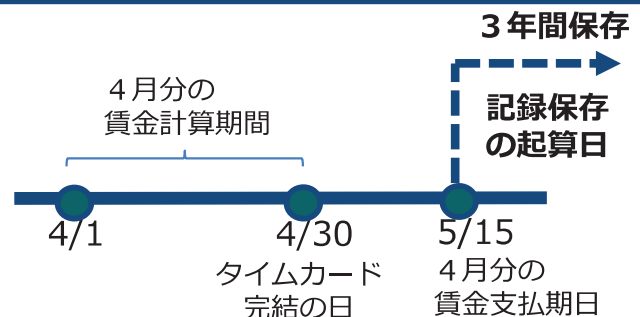 ３年間保存
４月分の
賃金計算期間
記録保存
の起算日
4/1
4/30
5/15
タイムカード
完結の日
４月分の
賃金支払期日